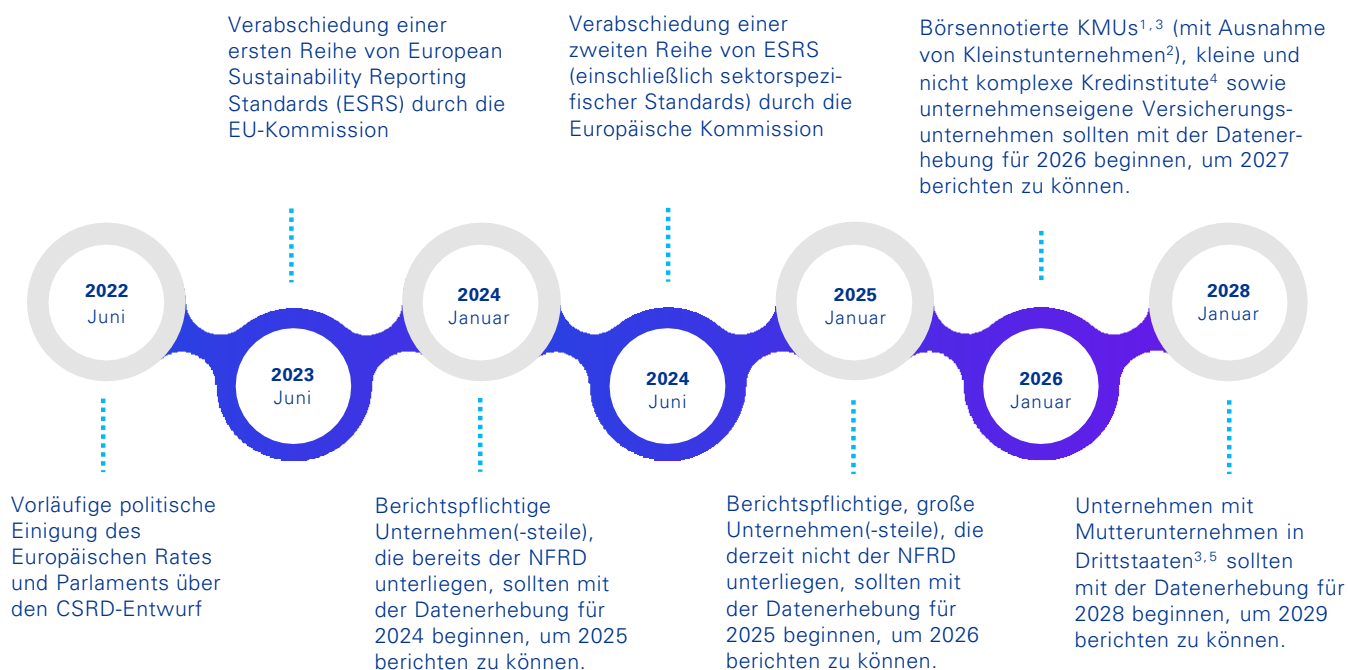 Verabschiedung einer
ersten Reihe von European
Sustainability Reporting
Standards (ESRS) durch die
EU-Kommission
Verabschiedung einer
zweiten Reihe von ESRS
(einschließlich sektorspezi-
fischer Standards) durch die
Europäische Kommission
Börsennotierte KMUs¹,³ (mit Ausnahme
von Kleinstunternehmen²), kleine und
nicht komplexe Kredinstitute⁴ sowie
unternehmenseigene Versicherungs-
unternehmen sollten mit der Datener-
hebung für 2026 beginnen, um 2027
berichten zu können.
2022
Juni
2023
Juni
2024
Januar
2024
Juni
2025
Januar
2026
Januar
2028
Januar
Vorläufige politische
Einigung des
Europäischen Rates
und Parlaments über
den CSRD-Entwurf
Berichtspflichtige
Unternehmen(-steile),
die bereits der NFRD
unterliegen, sollten mit
der Datenerhebung für
2024 beginnen, um 2025
berichten zu können.
Berichtspflichtige, große
Unternehmen(-steile), die
derzeit nicht der NFRD
unterliegen, sollten mit
der Datenerhebung für
2025 beginnen, um 2026
berichten zu können.
Unternehmen mit
Mutterunternehmen in
Drittstaaten³,⁵ sollten
mit der Datenerhebung für
2028 beginnen, um 2029
berichten zu können.